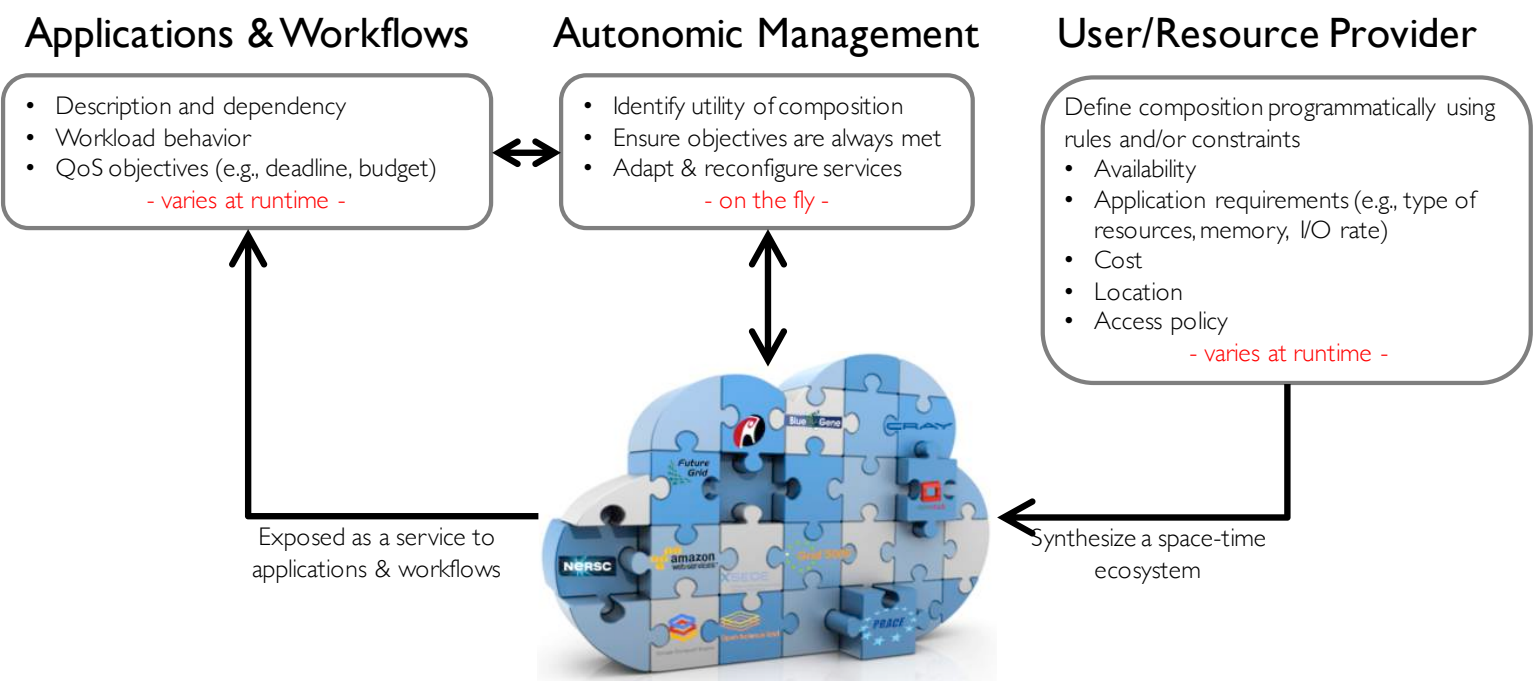 Applications & Workflows
• Description and dependency
• Workload behavior
• QoS objectives (e.g., deadline, budget)
- varies at runtime -
Autonomic Management
• Identify utility of composition
• Ensure objectives are always met
• Adapt & reconfigure services
- on the fly -
User/Resource Provider
Define composition programmatically using
rules and/or constraints
• Availability
• Application requirements (e.g., type of
resources, memory, I/O rate)
• Cost
• Location
• Access policy
- varies at runtime -
Exposed as a service to
applications & workflows
Synthesize a space-time
ecosystem
Blue Gene
CRAY
Future
Grid
NERSC
amazon
web services
XSEDE
Grid'5000
Open Science Grid
PRACE